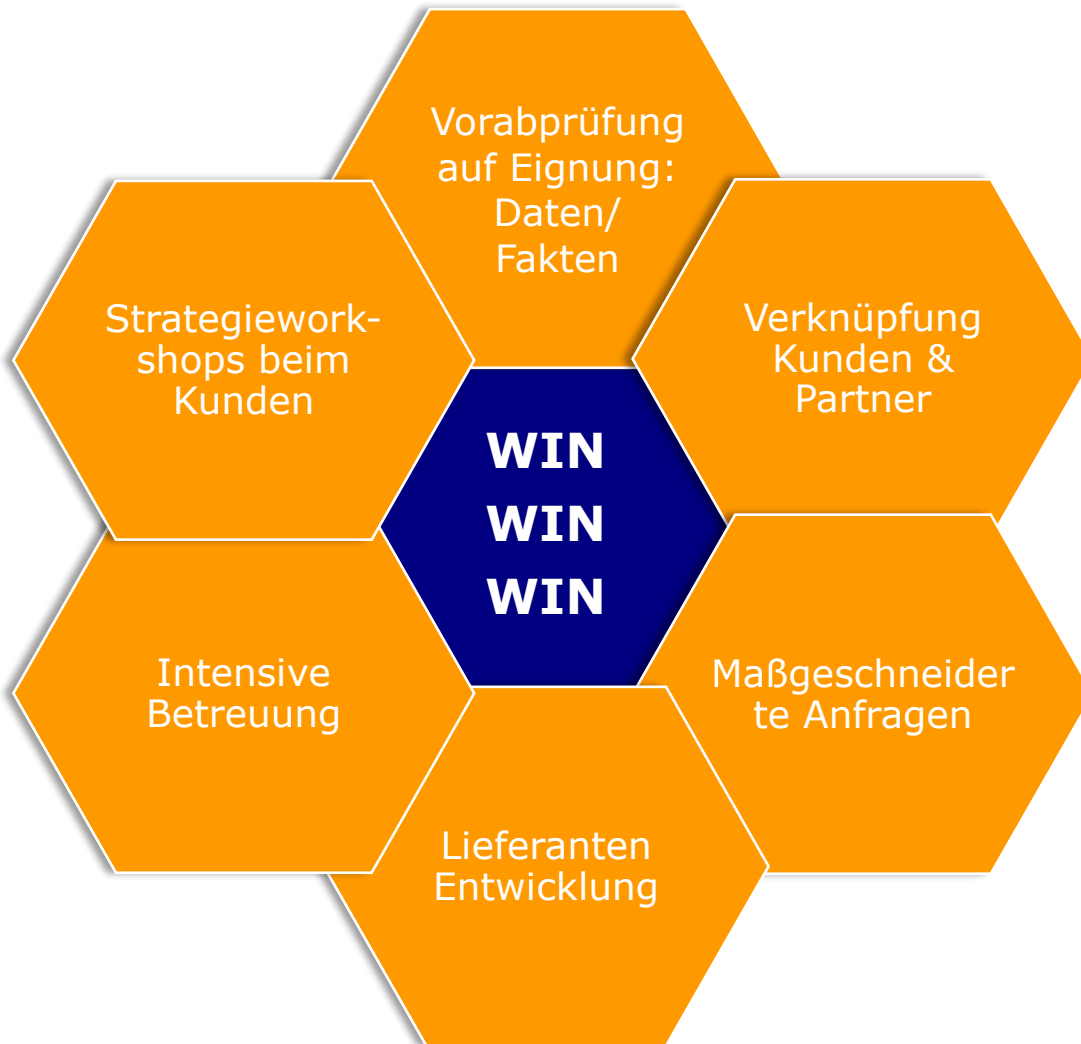 Vorabprüfung
auf Eignung:
Daten/
Fakten
Verknüpfung
Kunden &
Partner
Maßgeschneider
te Anfragen
Lieferanten
Entwicklung
Intensive
Betreuung
Strategiework-
shops beim
Kunden
WIN
WIN
WIN